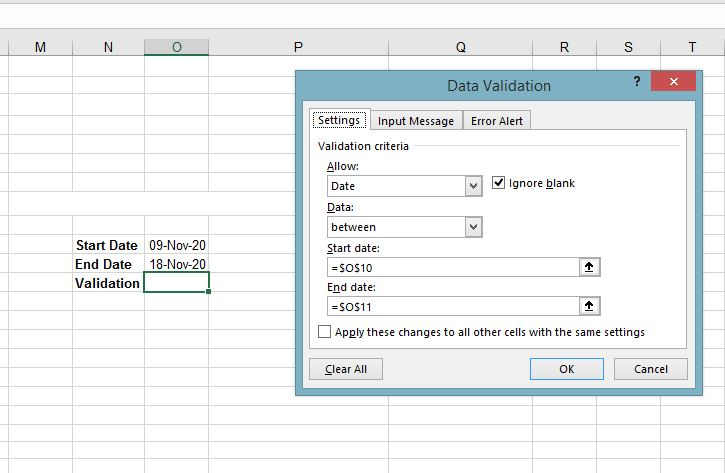 M N O P Q R S T
Data Validation ? ×
Settings Input Message Error Alert
Validation criteria
Allow:
Date Ignore blank
Data:
between
Start date:
=$O$10
End date:
=$O$11
Apply these changes to all other cells with the same settings
Clear All OK Cancel
Start Date 09-Nov-20
End Date 18-Nov-20
Validation